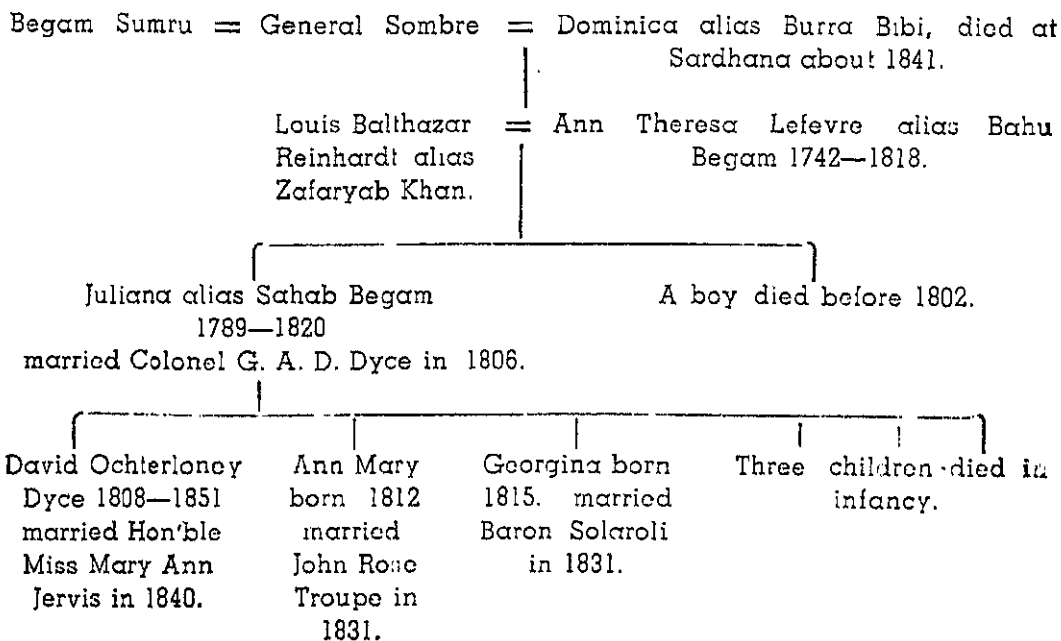 Begam Sumru = General Sombre = Dominica alias Burra Bibi, died at
Sardhana about 1841.
Louis Balthazar = Ann Theresa Lefevre alias Bahu
Reinhardt alias Begam 1742—1818.
Zafaryab Khan.
Juliana alias Sahab Begam
1789—1820
married Colonel G. A. D. Dyce in 1806.
A boy died before 1802.
David Ochterloney
Dyce 1808—1851
married Hon'ble
Miss Mary Ann
Jervis in 1840.
Ann Mary
born 1812
married
John Rose
Troupe in
1831.
Georgina born
1815. married
Baron Solaroli
in 1831.
Three children died in
infancy.